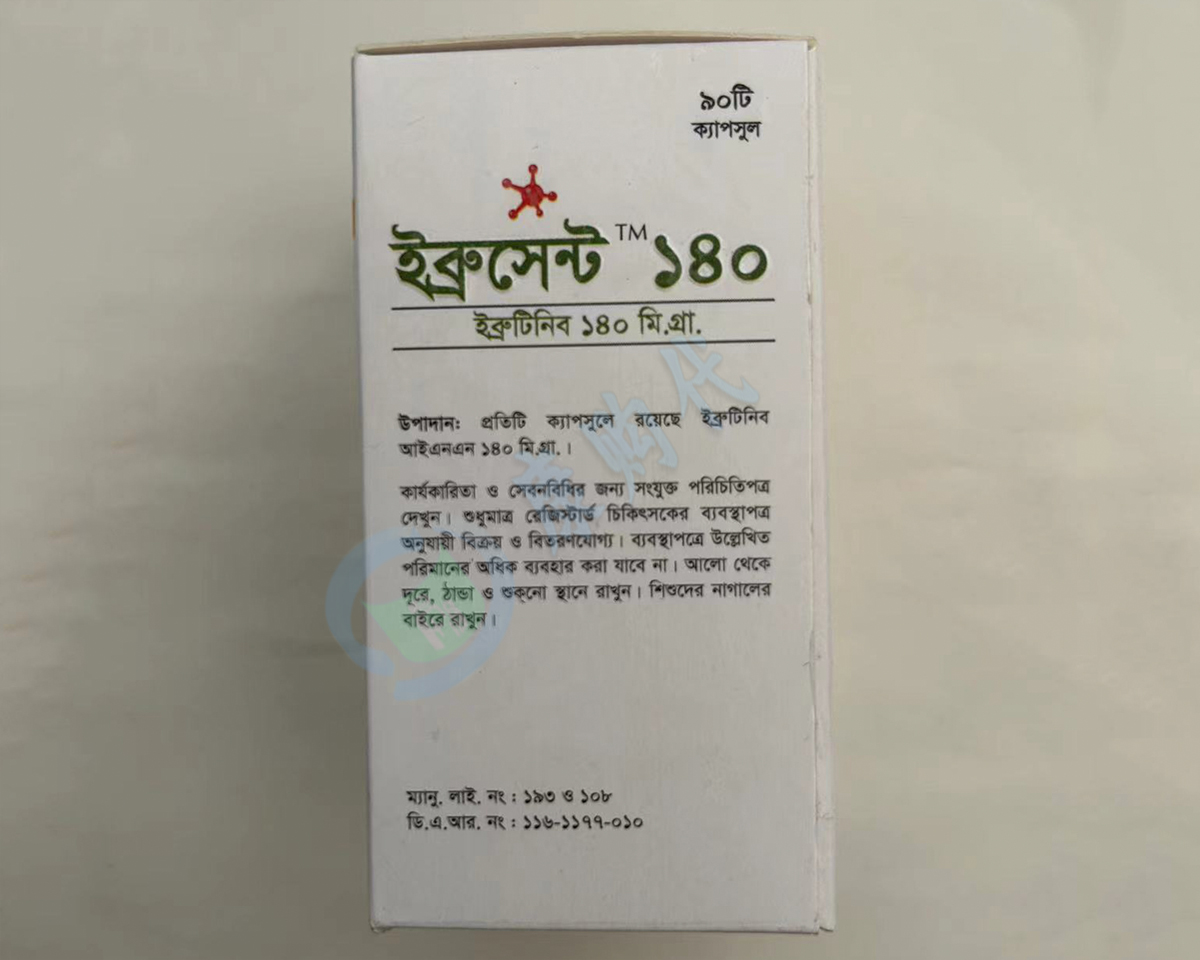 ৯০টি
ক্যাপসুল
ইব্রুসেন্ট™ ১৪০
ইব্রুটিনিব ১৪০ মি.গ্রা.
উপাদান: প্রতিটি ক্যাপসুলে রয়েছে ইব্রুটিনিব
আইএনএন ১৪০ মি.গ্রা.।
কার্যকারিতা ও সেবনবিধির জন্য সংযুক্ত পরিচিতিপত্র
দেখুন। শুধুমাত্র রেজিস্টার্ড চিকিৎসকের ব্যবস্থাপত্র
অনুযায়ী বিক্রয় ও বিতরণযোগ্য। ব্যবস্থাপত্রে উল্লেখিত
পরিমানের অধিক ব্যবহার করা যাবে না। আলো থেকে
দূরে, ঠান্ডা ও শুক্‌নো স্থানে রাখুন। শিশুদের নাগালের
বাইরে রাখুন।
ম্যানু. লাই. নং : ১৯৩ ও ১০৮
ডি.এ.আর. নং : ১১৬-১১৭৭-০১০
购代